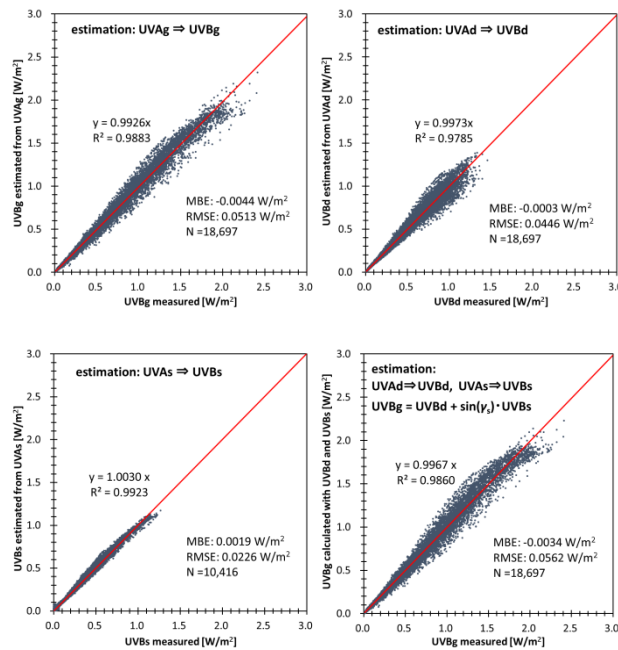 estimation: UVAg ⇒ UVBg
UVBg estimated from UVAg [W/m²]
3.0
2.5
2.0
1.5
1.0
0.5
0.0
y = 0.9926x
R² = 0.9883
MBE: -0.0044 W/m²
RMSE: 0.0513 W/m²
N =18,697
0.0 0.5 1.0 1.5 2.0 2.5 3.0
UVBg measured [W/m²]
estimation: UVAd ⇒ UVBd
UVBd estimated from UVAd [W/m²]
3.0
2.5
2.0
1.5
1.0
0.5
0.0
y = 0.9973x
R² = 0.9785
MBE: -0.0003 W/m²
RMSE: 0.0446 W/m²
N =18,697
0.0 0.5 1.0 1.5 2.0 2.5 3.0
UVBd measured [W/m²]
estimation: UVAs ⇒ UVBs
UVBs estimated from UVAs [W/m²]
3.0
2.5
2.0
1.5
1.0
0.5
0.0
y = 1.0030 x
R² = 0.9923
MBE: 0.0019 W/m²
RMSE: 0.0226 W/m²
N =10,416
0.0 0.5 1.0 1.5 2.0 2.5 3.0
UVBs measured [W/m²]
estimation:
UVAd⇒UVBd, UVAs⇒UVBs
UVBg = UVBd + sin(γs)·UVBs
UVBg calculated with UVBd and UVBs [W/m²]
3.0
2.5
2.0
1.5
1.0
0.5
0.0
y = 0.9967 x
R² = 0.9860
MBE: -0.0034 W/m²
RMSE: 0.0562 W/m²
N =18,697
0.0 0.5 1.0 1.5 2.0 2.5 3.0
UVBg measured [W/m²]